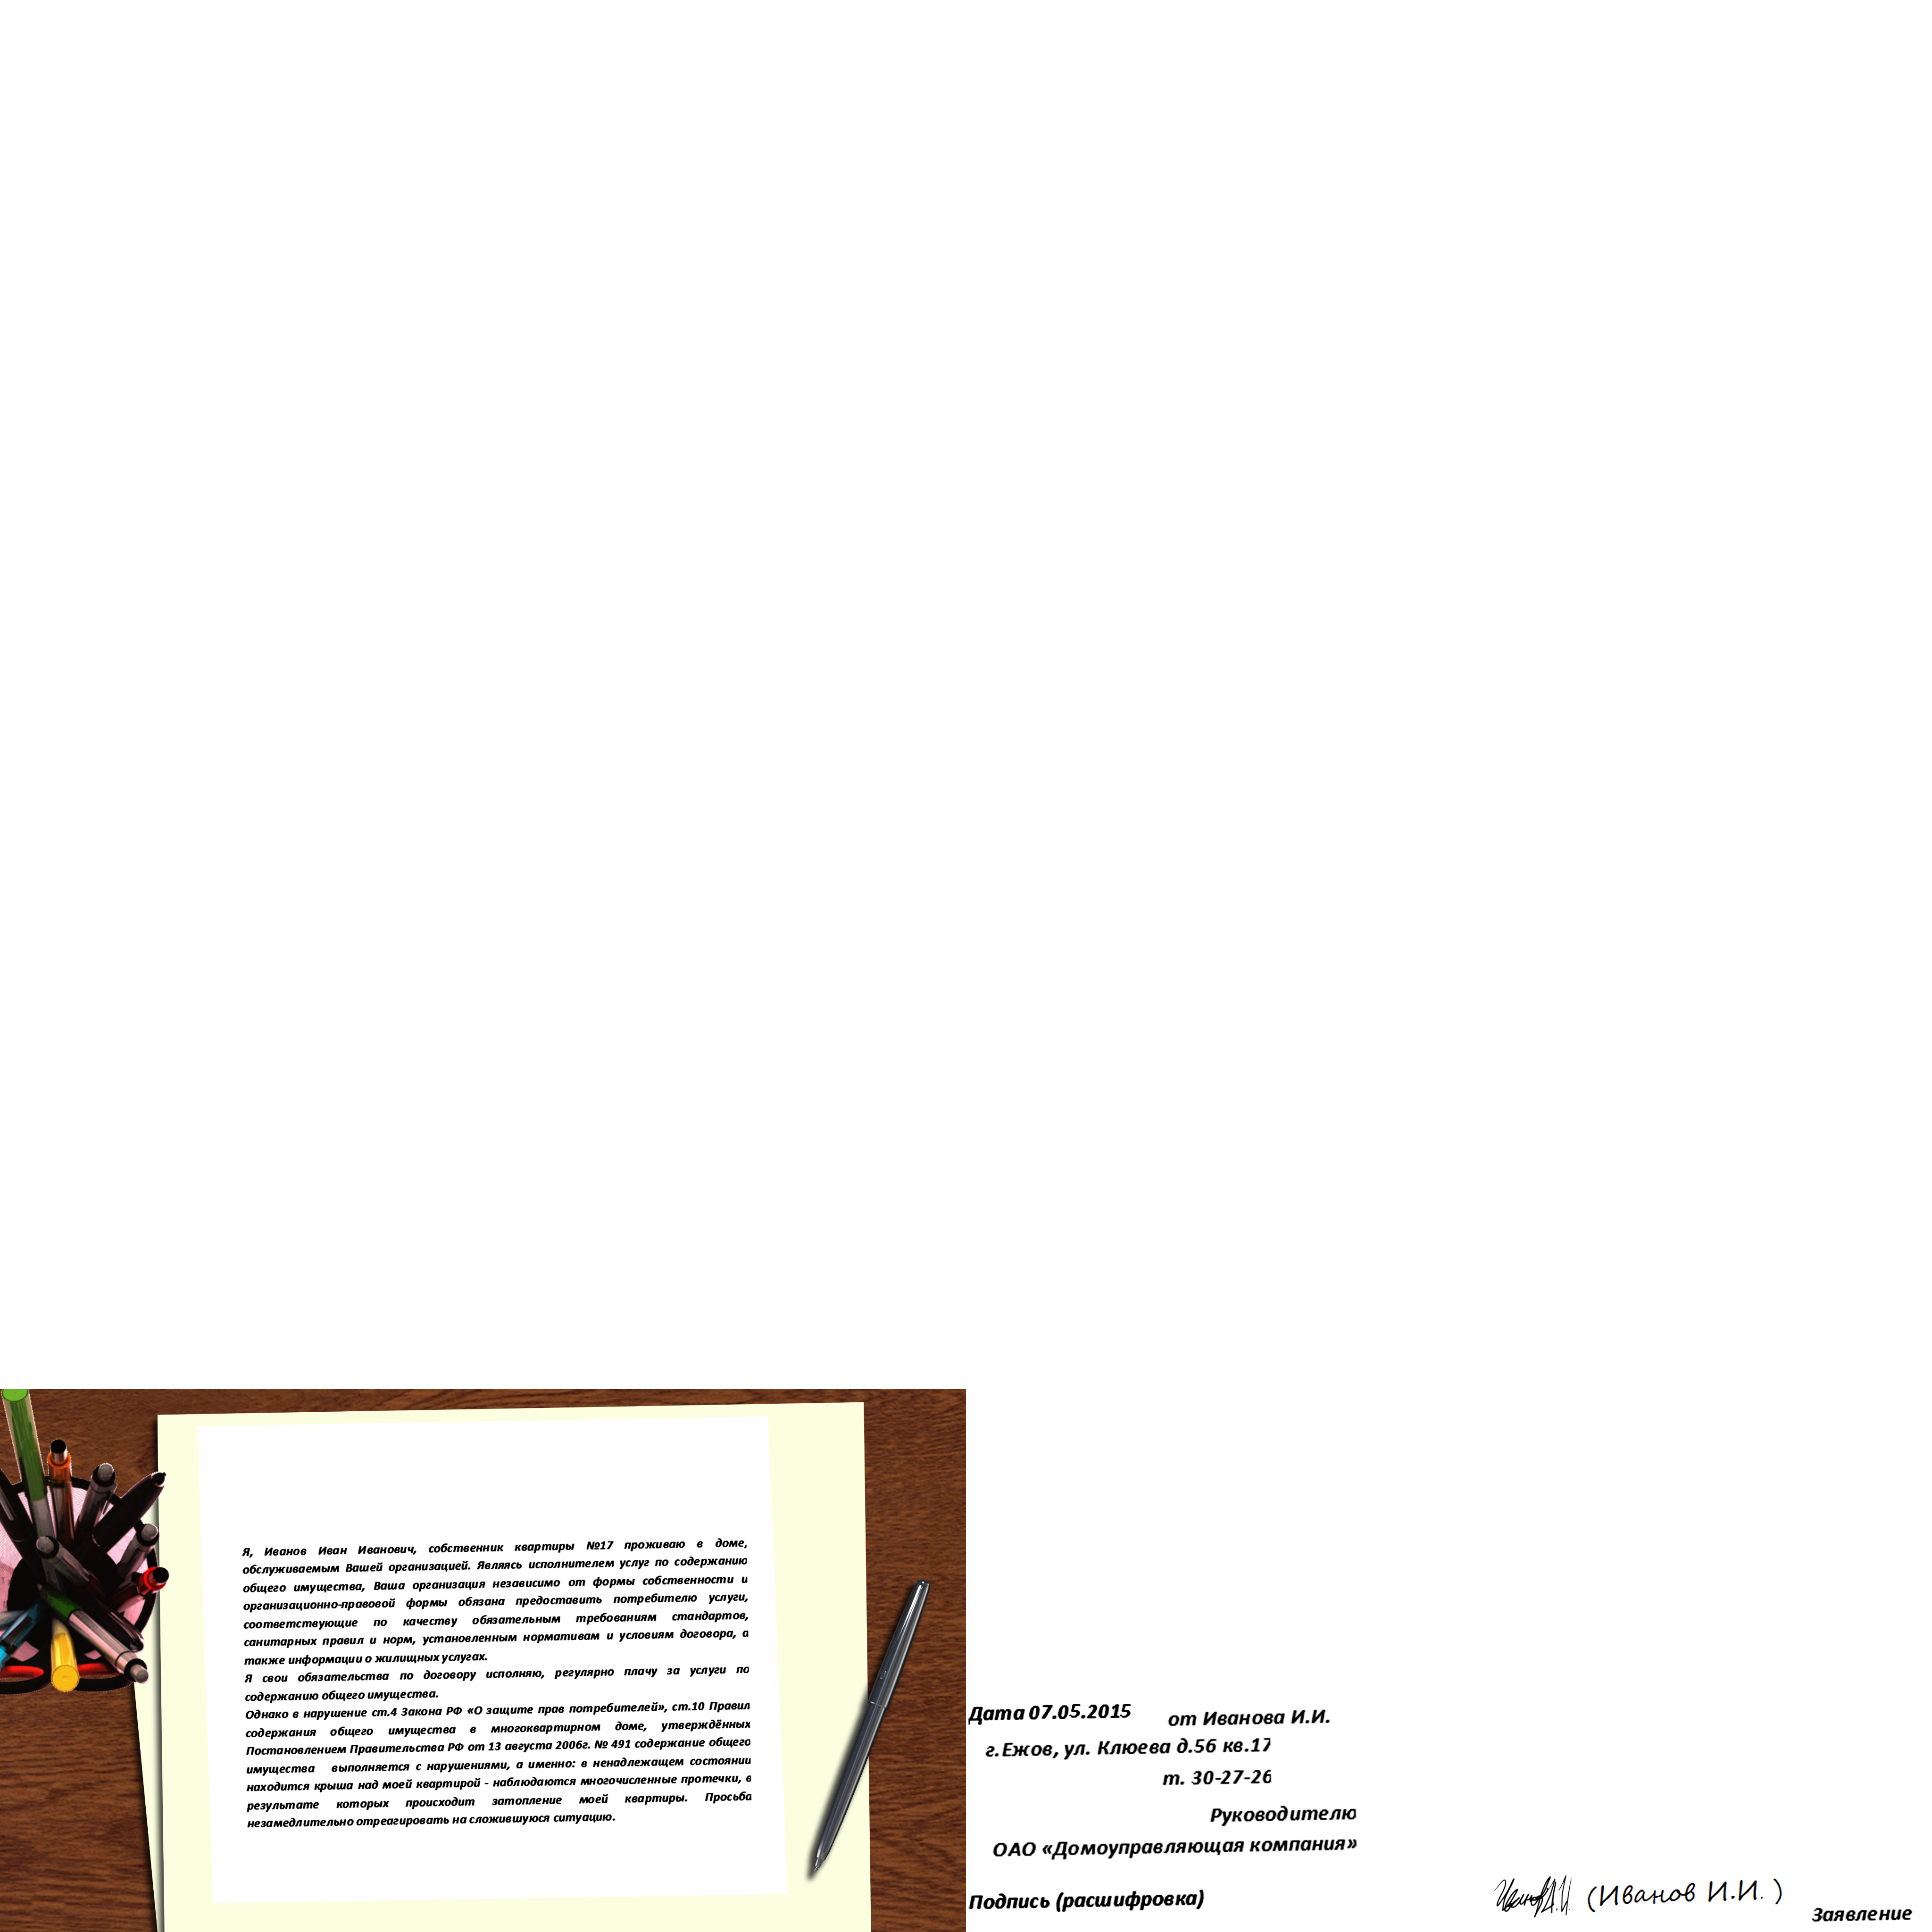 Я, Иванов Иван Иванович, собственник квартиры №17 проживаю в доме,
обслуживаемым Вашей организацией. Являясь исполнителем услуг по содержанию
общего имущества, Ваша организация независимо от формы собственности и
организационно-правовой формы обязана предоставить потребителю услуги,
соответствующие по качеству обязательным требованиям стандартов,
санитарных правил и норм, установленным нормативам и условиям договора, а
также информации о жилищных услугах.
Я свои обязательства по договору исполняю, регулярно плачу за услуги по
содержанию общего имущества.
Однако в нарушение ст.4 Закона РФ «О защите прав потребителей», ст.10 Правил
содержания общего имущества в многоквартирном доме, утверждённых
Постановлением Правительства РФ от 13 августа 2006г. № 491 содержание общего
имущества выполняется с нарушениями, а именно: в ненадлежащем состоянии
находится крыша над моей квартирой - наблюдаются многочисленные протечки, в
результате которых происходит затопление моей квартиры. Просьба
незамедлительно отреагировать на сложившуюся ситуацию.
Дата 07.05.2015
от Иванова И.И.
г.Ежов, ул. Клюева д.56 кв.17
т. 30-27-26
Руководителю
ОАО «Домоуправляющая компания»
Подпись (расшифровка)
Иванов И.И (Иванов И.И. )
Заявление